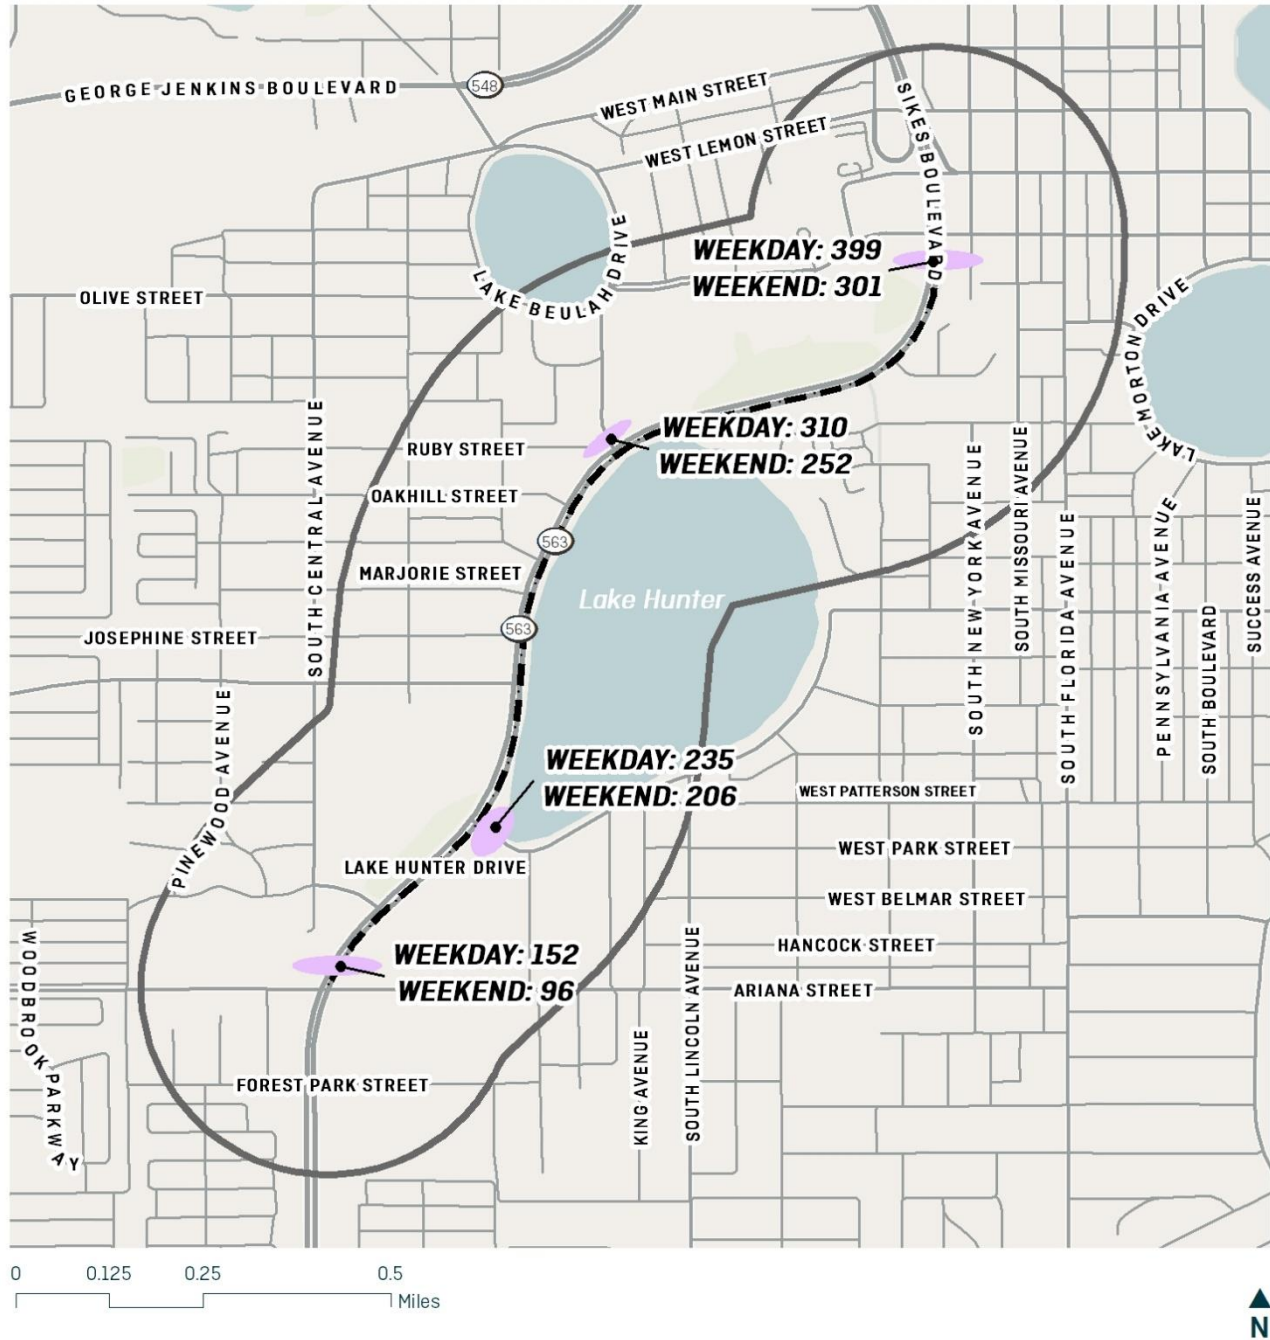 GEORGE JENKINS BOULEVARD
548
WEST MAIN STREET
WEST LEMON STREET
SIKES BOULEVARD
WEEKDAY: 399
WEEKEND: 301
LAKE BEULAH DRIVE
OLIVE STREET
LAKE MORTON DRIVE
WEEKDAY: 310
WEEKEND: 252
RUBY STREET
OAKHILL STREET
SOUTH CENTRAL AVENUE
563
MARJORIE STREET
Lake Hunter
563
JOSEPHINE STREET
SOUTH NEW YORK AVENUE
SOUTH MISSOURI AVENUE
SOUTH FLORIDA AVENUE
PENNSYLVANIA AVENUE
SOUTH BOULEVARD
SUCCESS AVENUE
PINEWOOD AVENUE
WEEKDAY: 235
WEEKEND: 206
WEST PATTERSON STREET
WEST PARK STREET
LAKE HUNTER DRIVE
WEST BELMAR STREET
HANCOCK STREET
WEEKDAY: 152
WEEKEND: 96
ARIANA STREET
WOODBROOK PARKWAY
FOREST PARK STREET
KING AVENUE
SOUTH LINCOLN AVENUE
0 0.125 0.25 0.5
Miles
N